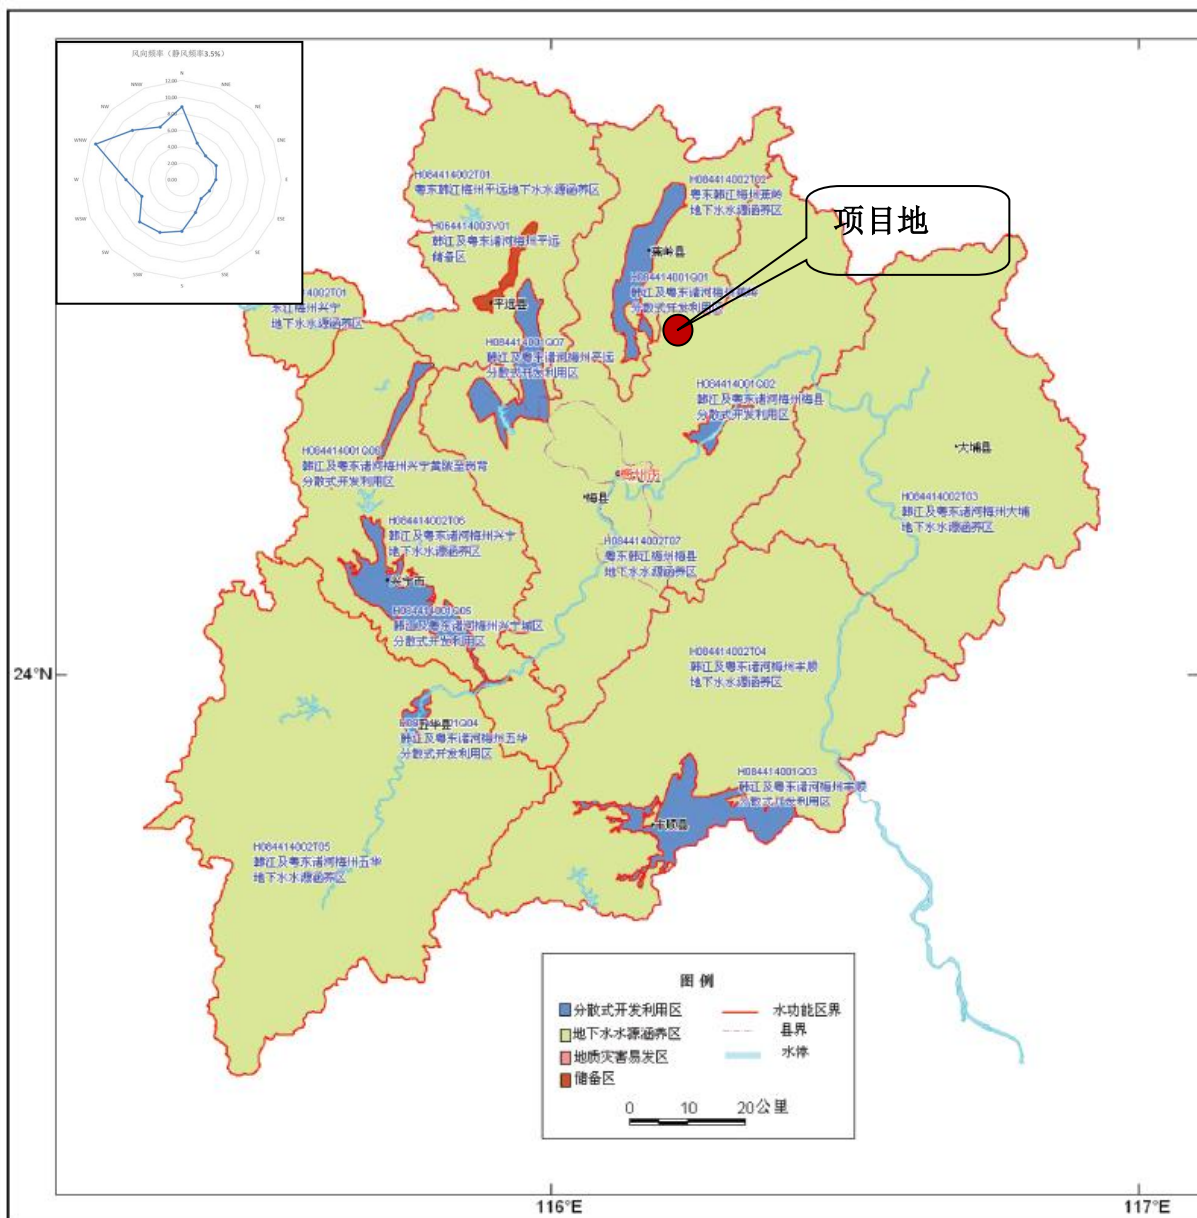 风向频率（静风频率3.5%）
N
NNW
NNE
NW
NE
WNW
ENE
W
E
WSW
ESE
SW
SE
SSW
SSE
S
12.00
10.00
8.00
6.00
4.00
2.00
0.00
H084414002T01
粤东韩江梅州平远地下水水源涵养区
H084414003V01
韩江及粤东诸河梅州平远
储备区
平远县
H084414002T02
粤东韩江梅州蕉岭
地下水水源涵养区
项目地
蕉岭县
H084414001Q01
韩江及粤东诸河梅州蕉岭
分散式开发利用区
14002T01
东江梅州兴宁
地下水水源涵养区
H084414001Q07
韩江及粤东诸河梅州平远
分散式开发利用区
H084414001Q02
韩江及粤东诸河梅州梅县
分散式开发利用区
大埔县
H084414001Q06
韩江及粤东诸河梅州兴宁黄陂至岗背
分散式开发利用区
梅州市
梅县
H084414002T03
韩江及粤东诸河梅州大埔
地下水水源涵养区
H084414002T06
韩江及粤东诸河梅州兴宁
地下水水源涵养区
H084414002T07
粤东韩江梅州梅县
地下水水源涵养区
兴宁市
H084414001Q05
韩江及粤东诸河梅州兴宁城区
分散式开发利用区
24°N
H084414002T04
韩江及粤东诸河梅州丰顺
地下水水源涵养区
H084414001Q04
五华县
韩江及粤东诸河梅州五华
分散式开发利用区
H084414001Q03
韩江及粤东诸河梅州丰顺
分散式开发利用区
丰顺县
H084414002T05
韩江及粤东诸河梅州五华
地下水水源涵养区
图例
分散式开发利用区
水功能区界
地下水水源涵养区
县界
地质灾害易发区
水体
储备区
0 10 20公里
116°E
117°E